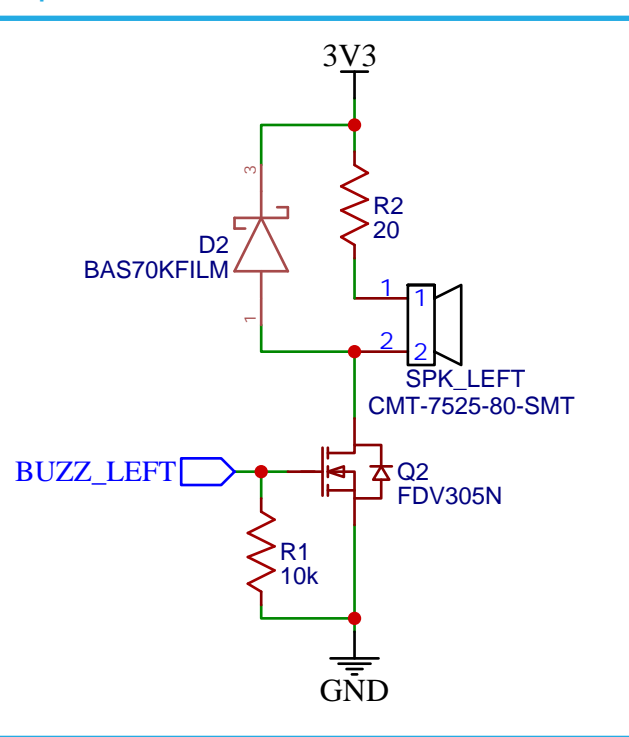 3V3
3
R2
20
D2
BAS70KFILM
1
1
1
2
2
SPK_LEFT
CMT-7525-80-SMT
BUZZ_LEFT
Q2
FDV305N
R1
10k
GND